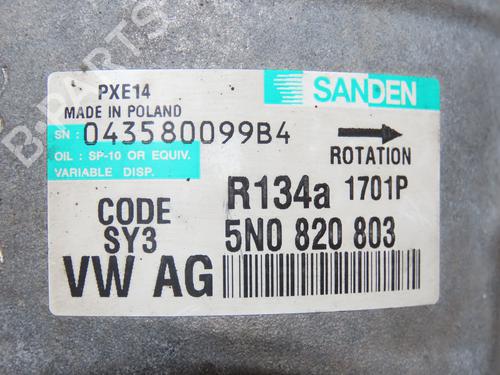 PXE14
MADE IN POLAND
SANDEN
SN: 043580099B4
ROTATION
OIL : SP-10 OR EQUIV.
VARIABLE DISP.
R134a 1701P
CODE
SY3
5N0 820 803
VW AG
B-PARTS